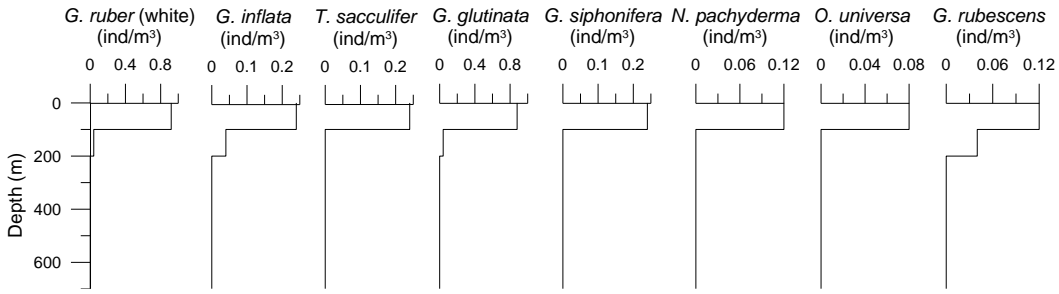 G. ruber (white) G. inflata T. sacculifer G. glutinata G. siphonifera N. pachyderma O. universa G. rubescens
(ind/m³) (ind/m³) (ind/m³) (ind/m³) (ind/m³) (ind/m³) (ind/m³) (ind/m³)
0 0.4 0.8 0 0.1 0.2 0 0.1 0.2 0 0.4 0.8 0 0.1 0.2 0 0.06 0.12 0 0.04 0.08 0 0.06 0.12
0
200
400
600
Depth (m)